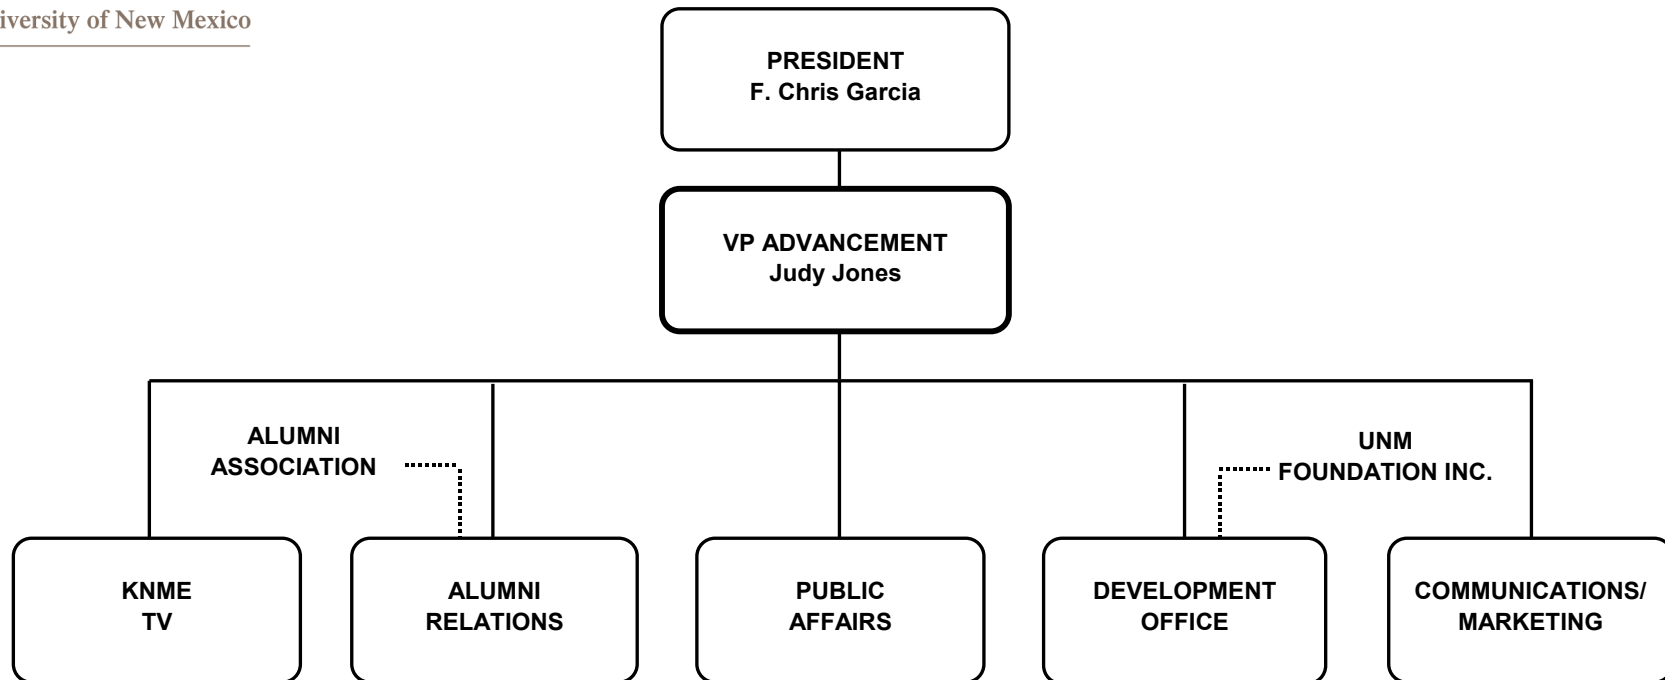 iversity of New Mexico
PRESIDENT
F. Chris Garcia
VP ADVANCEMENT
Judy Jones
ALUMNI
ASSOCIATION
UNM
FOUNDATION INC.
KNME
TV
ALUMNI
RELATIONS
PUBLIC
AFFAIRS
DEVELOPMENT
OFFICE
COMMUNICATIONS/
MARKETING